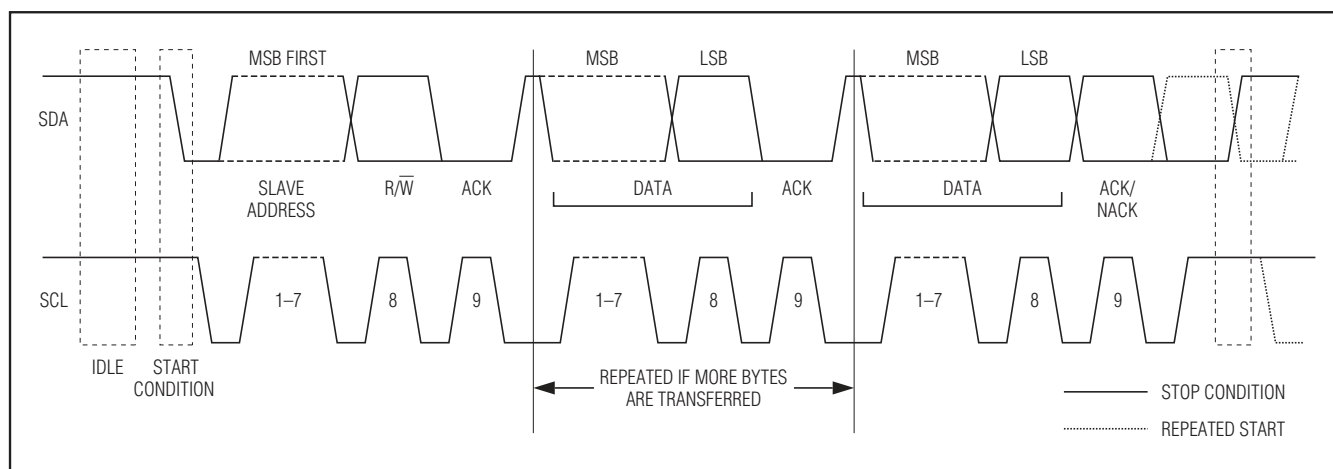 MSB FIRST
MSB
LSB
MSB
LSB
SDA
SLAVE
ADDRESS
R/W̅
ACK
DATA
ACK
DATA
ACK/
NACK
SCL
1–7
8
9
1–7
8
9
1–7
8
9
IDLE
START
CONDITION
REPEATED IF MORE BYTES
ARE TRANSFERRED
STOP CONDITION
REPEATED START